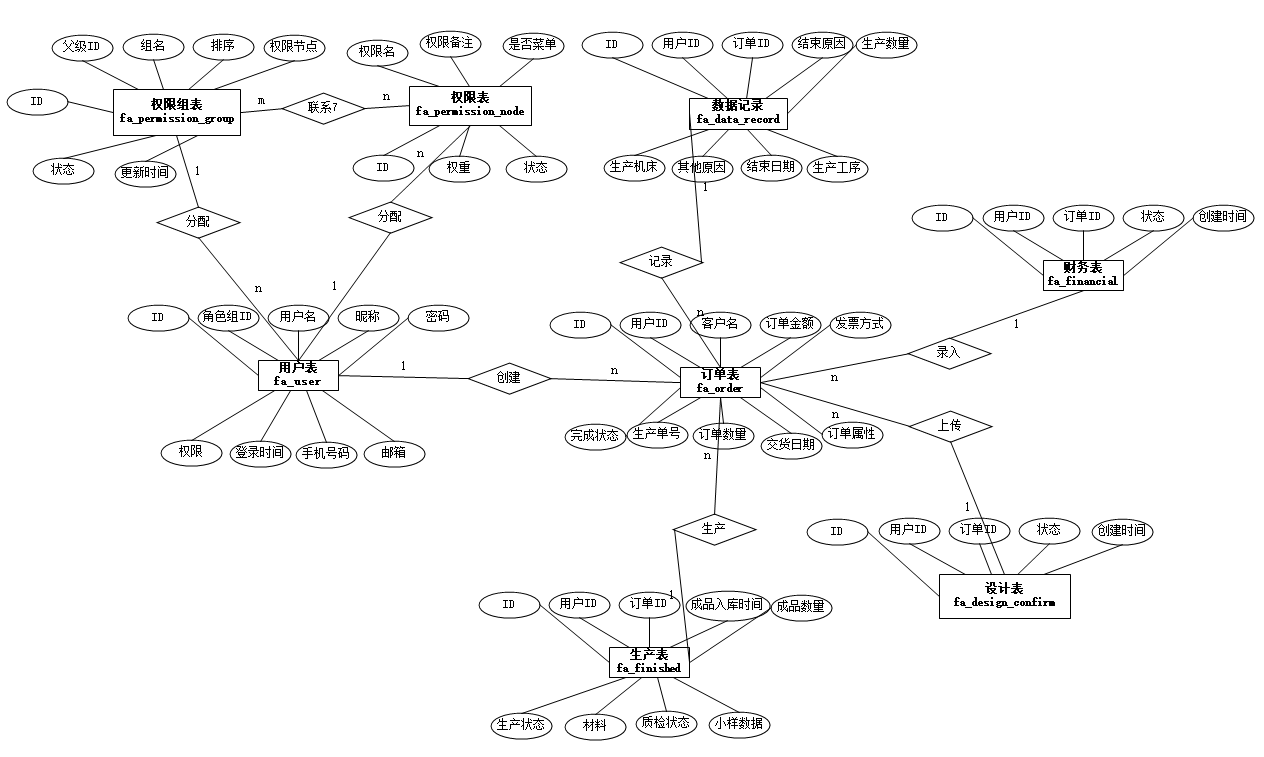 父级ID
组名
排序
权限节点
ID
权限组表
fa_permission_group
状态
更新时间
m
联系7
n
权限名
权限备注
是否菜单
权限表
fa_permission_node
ID
权重
状态
ID
用户ID
订单ID
结束原因
生产数量
数据记录
fa_data_record
生产机床
其他原因
结束日期
生产工序
1
分配
n
n
分配
1
1
记录
n
ID
用户ID
订单ID
状态
创建时间
财务表
fa_financial
1
录入
n
ID
角色组ID
用户名
昵称
密码
用户表
fa_user
权限
登录时间
手机号码
邮箱
1
创建
n
ID
用户ID
客户名
订单金额
发票方式
订单表
fa_order
完成状态
生产单号
订单数量
交货日期
订单属性
n
上传
1
n
生产
1
ID
用户ID
订单ID
状态
创建时间
设计表
fa_design_confirm
ID
用户ID
订单ID
成品入库时间
成品数量
生产表
fa_finished
生产状态
材料
质检状态
小样数据